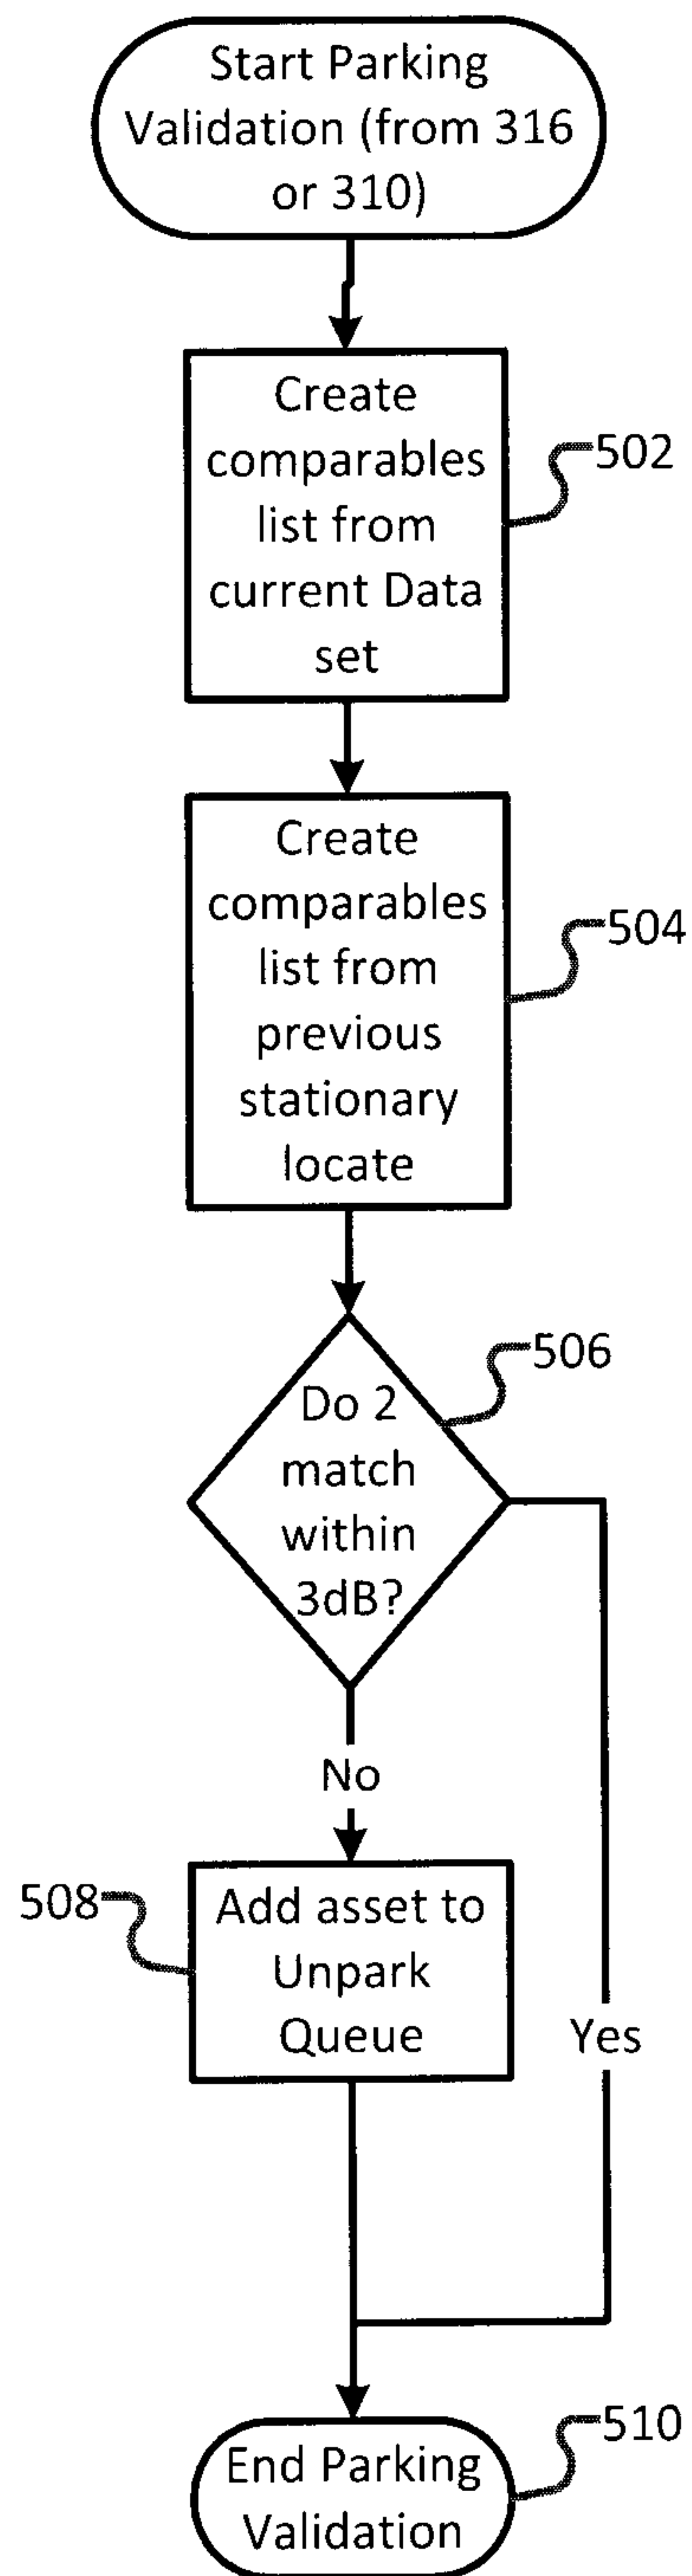 Start Parking
Validation (from 316
or 310)
Create
comparables
list from
current Data
set
502
Create
comparables
list from
previous
stationary
locate
504
Do 2
match
within
3dB?
506
No
508
Add asset to
Unpark
Queue
Yes
End Parking
Validation
510